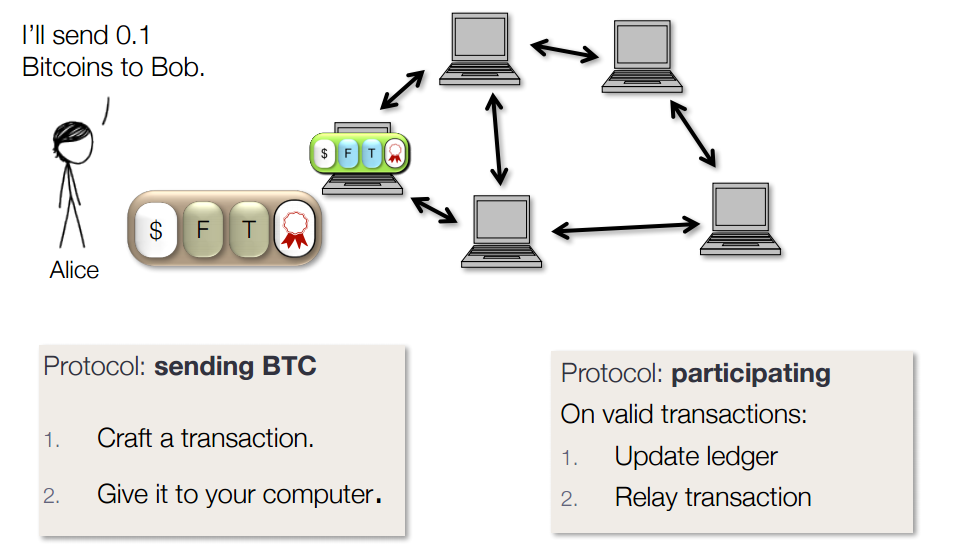 I'll send 0.1
Bitcoins to Bob.
$ F T
$ F T
Alice
Protocol: sending BTC
1. Craft a transaction.
2. Give it to your computer.
Protocol: participating
On valid transactions:
1. Update ledger
2. Relay transaction